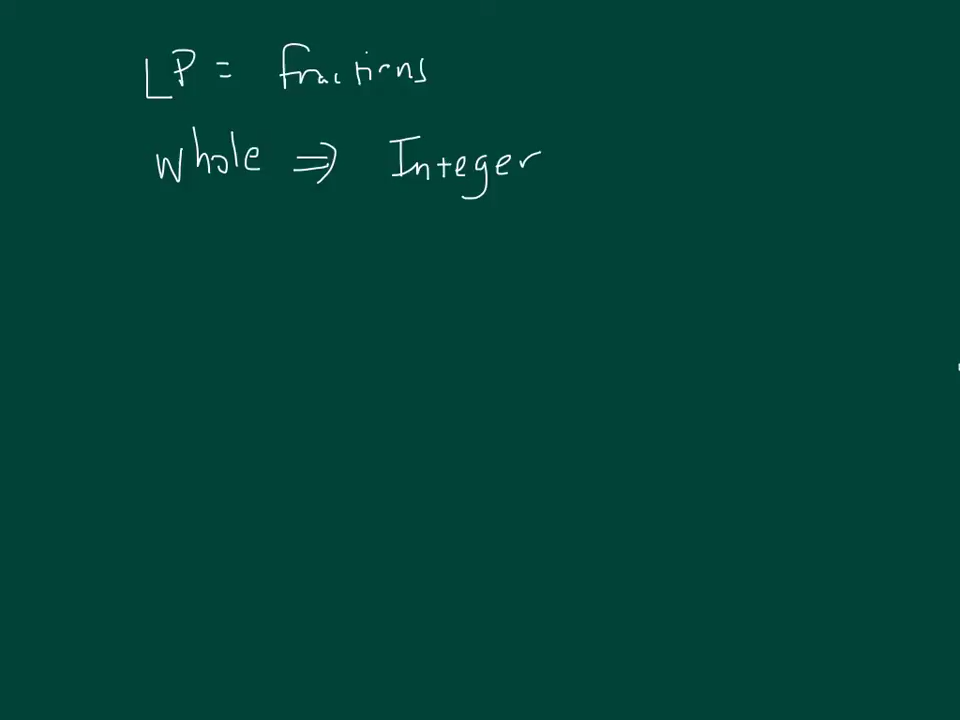 LP = fractions
whole ⇒ Integer